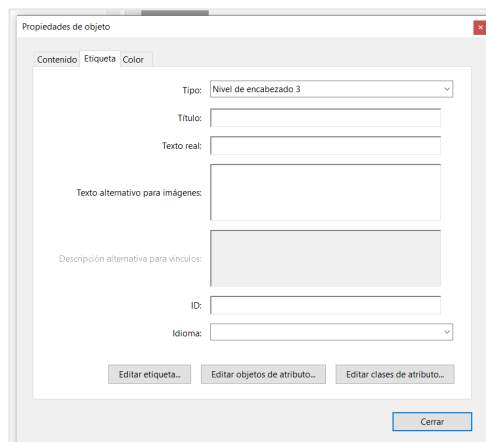 Propiedades de objeto
Contenido Etiqueta Color
Tipo: Nivel de encabezado 3
Título:
Texto real:
Texto alternativo para imágenes:
Descripción alternativa para vínculos:
ID:
Idioma:
Editar etiqueta... Editar objetos de atributo... Editar clases de atributo...
Cerrar